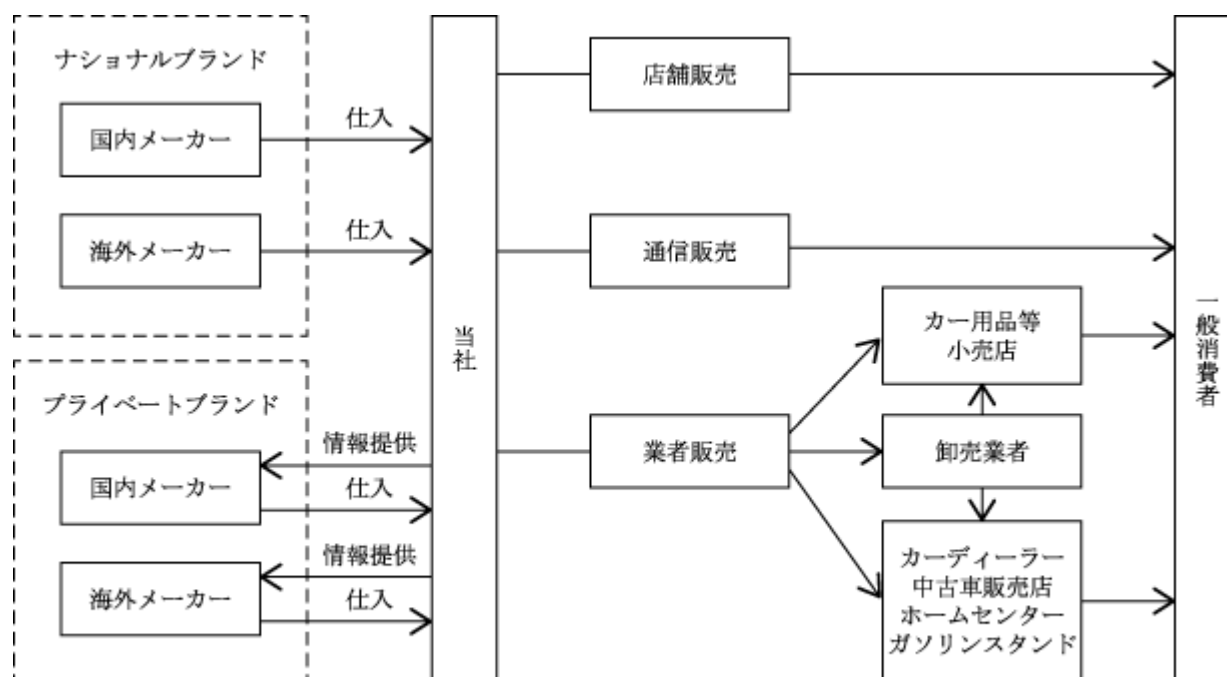 ナショナルブランド
国内メーカー
仕入
海外メーカー
仕入
プライベートブランド
国内メーカー
情報提供
仕入
海外メーカー
情報提供
仕入
当社
店舗販売
通信販売
業者販売
カー用品等
小売店
卸売業者
カーディーラー
中古車販売店
ホームセンター
ガソリンスタンド
一般消費者